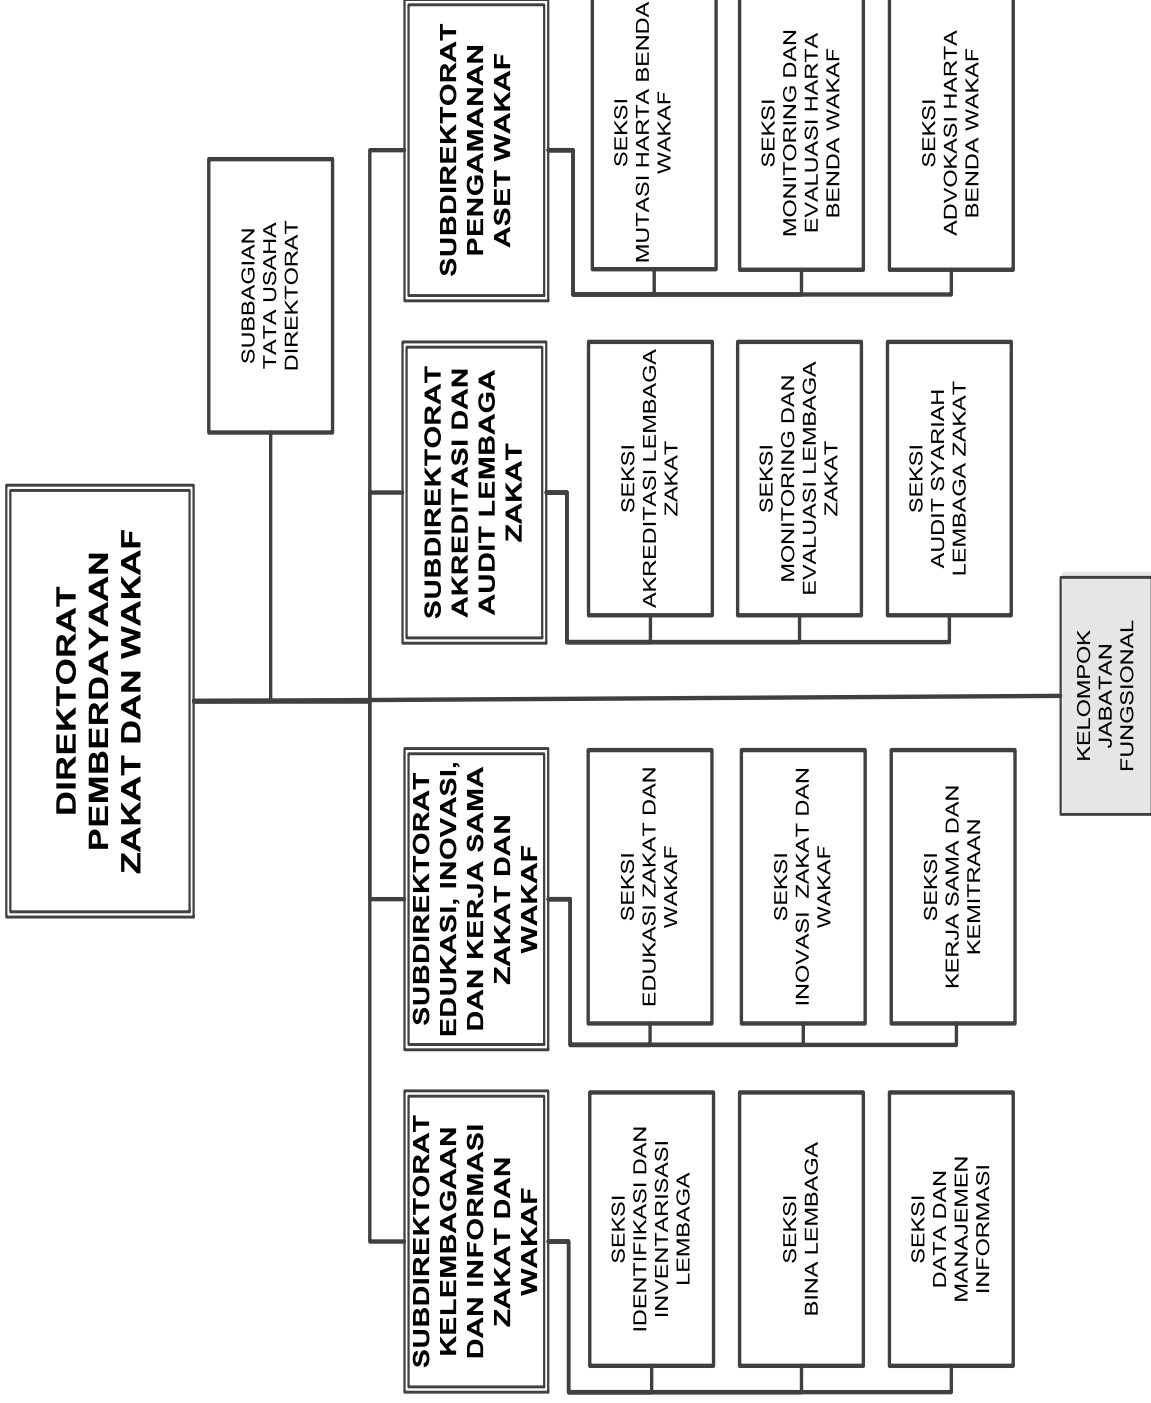 DIREKTORAT
PEMBERDAYAAN
ZAKAT DAN WAKAF
SUBBAGIAN
TATA USAHA
DIREKTORAT
SUBDIREKTORAT
KELEMBAGAAN
DAN INFORMASI
ZAKAT DAN
WAKAF
SUBDIREKTORAT
EDUKASI, INOVASI,
DAN KERJA SAMA
ZAKAT DAN
WAKAF
SUBDIREKTORAT
AKREDITASI DAN
AUDIT LEMBAGA
ZAKAT
SUBDIREKTORAT
PENGAMANAN
ASET WAKAF
SEKSI
IDENTIFIKASI DAN
INVENTARISASI
LEMBAGA
SEKSI
EDUKASI ZAKAT DAN
WAKAF
SEKSI
AKREDITASI LEMBAGA
ZAKAT
SEKSI
MUTASI HARTA BENDA
WAKAF
SEKSI
BINA LEMBAGA
SEKSI
INOVASI  ZAKAT DAN
WAKAF
SEKSI
MONITORING DAN
EVALUASI LEMBAGA
ZAKAT
SEKSI
MONITORING DAN
EVALUASI HARTA
BENDA WAKAF
SEKSI
DATA DAN
MANAJEMEN
INFORMASI
SEKSI
KERJA SAMA DAN
KEMITRAAN
SEKSI
AUDIT SYARIAH
LEMBAGA ZAKAT
SEKSI
ADVOKASI HARTA
BENDA WAKAF
KELOMPOK
JABATAN
FUNGSIONAL